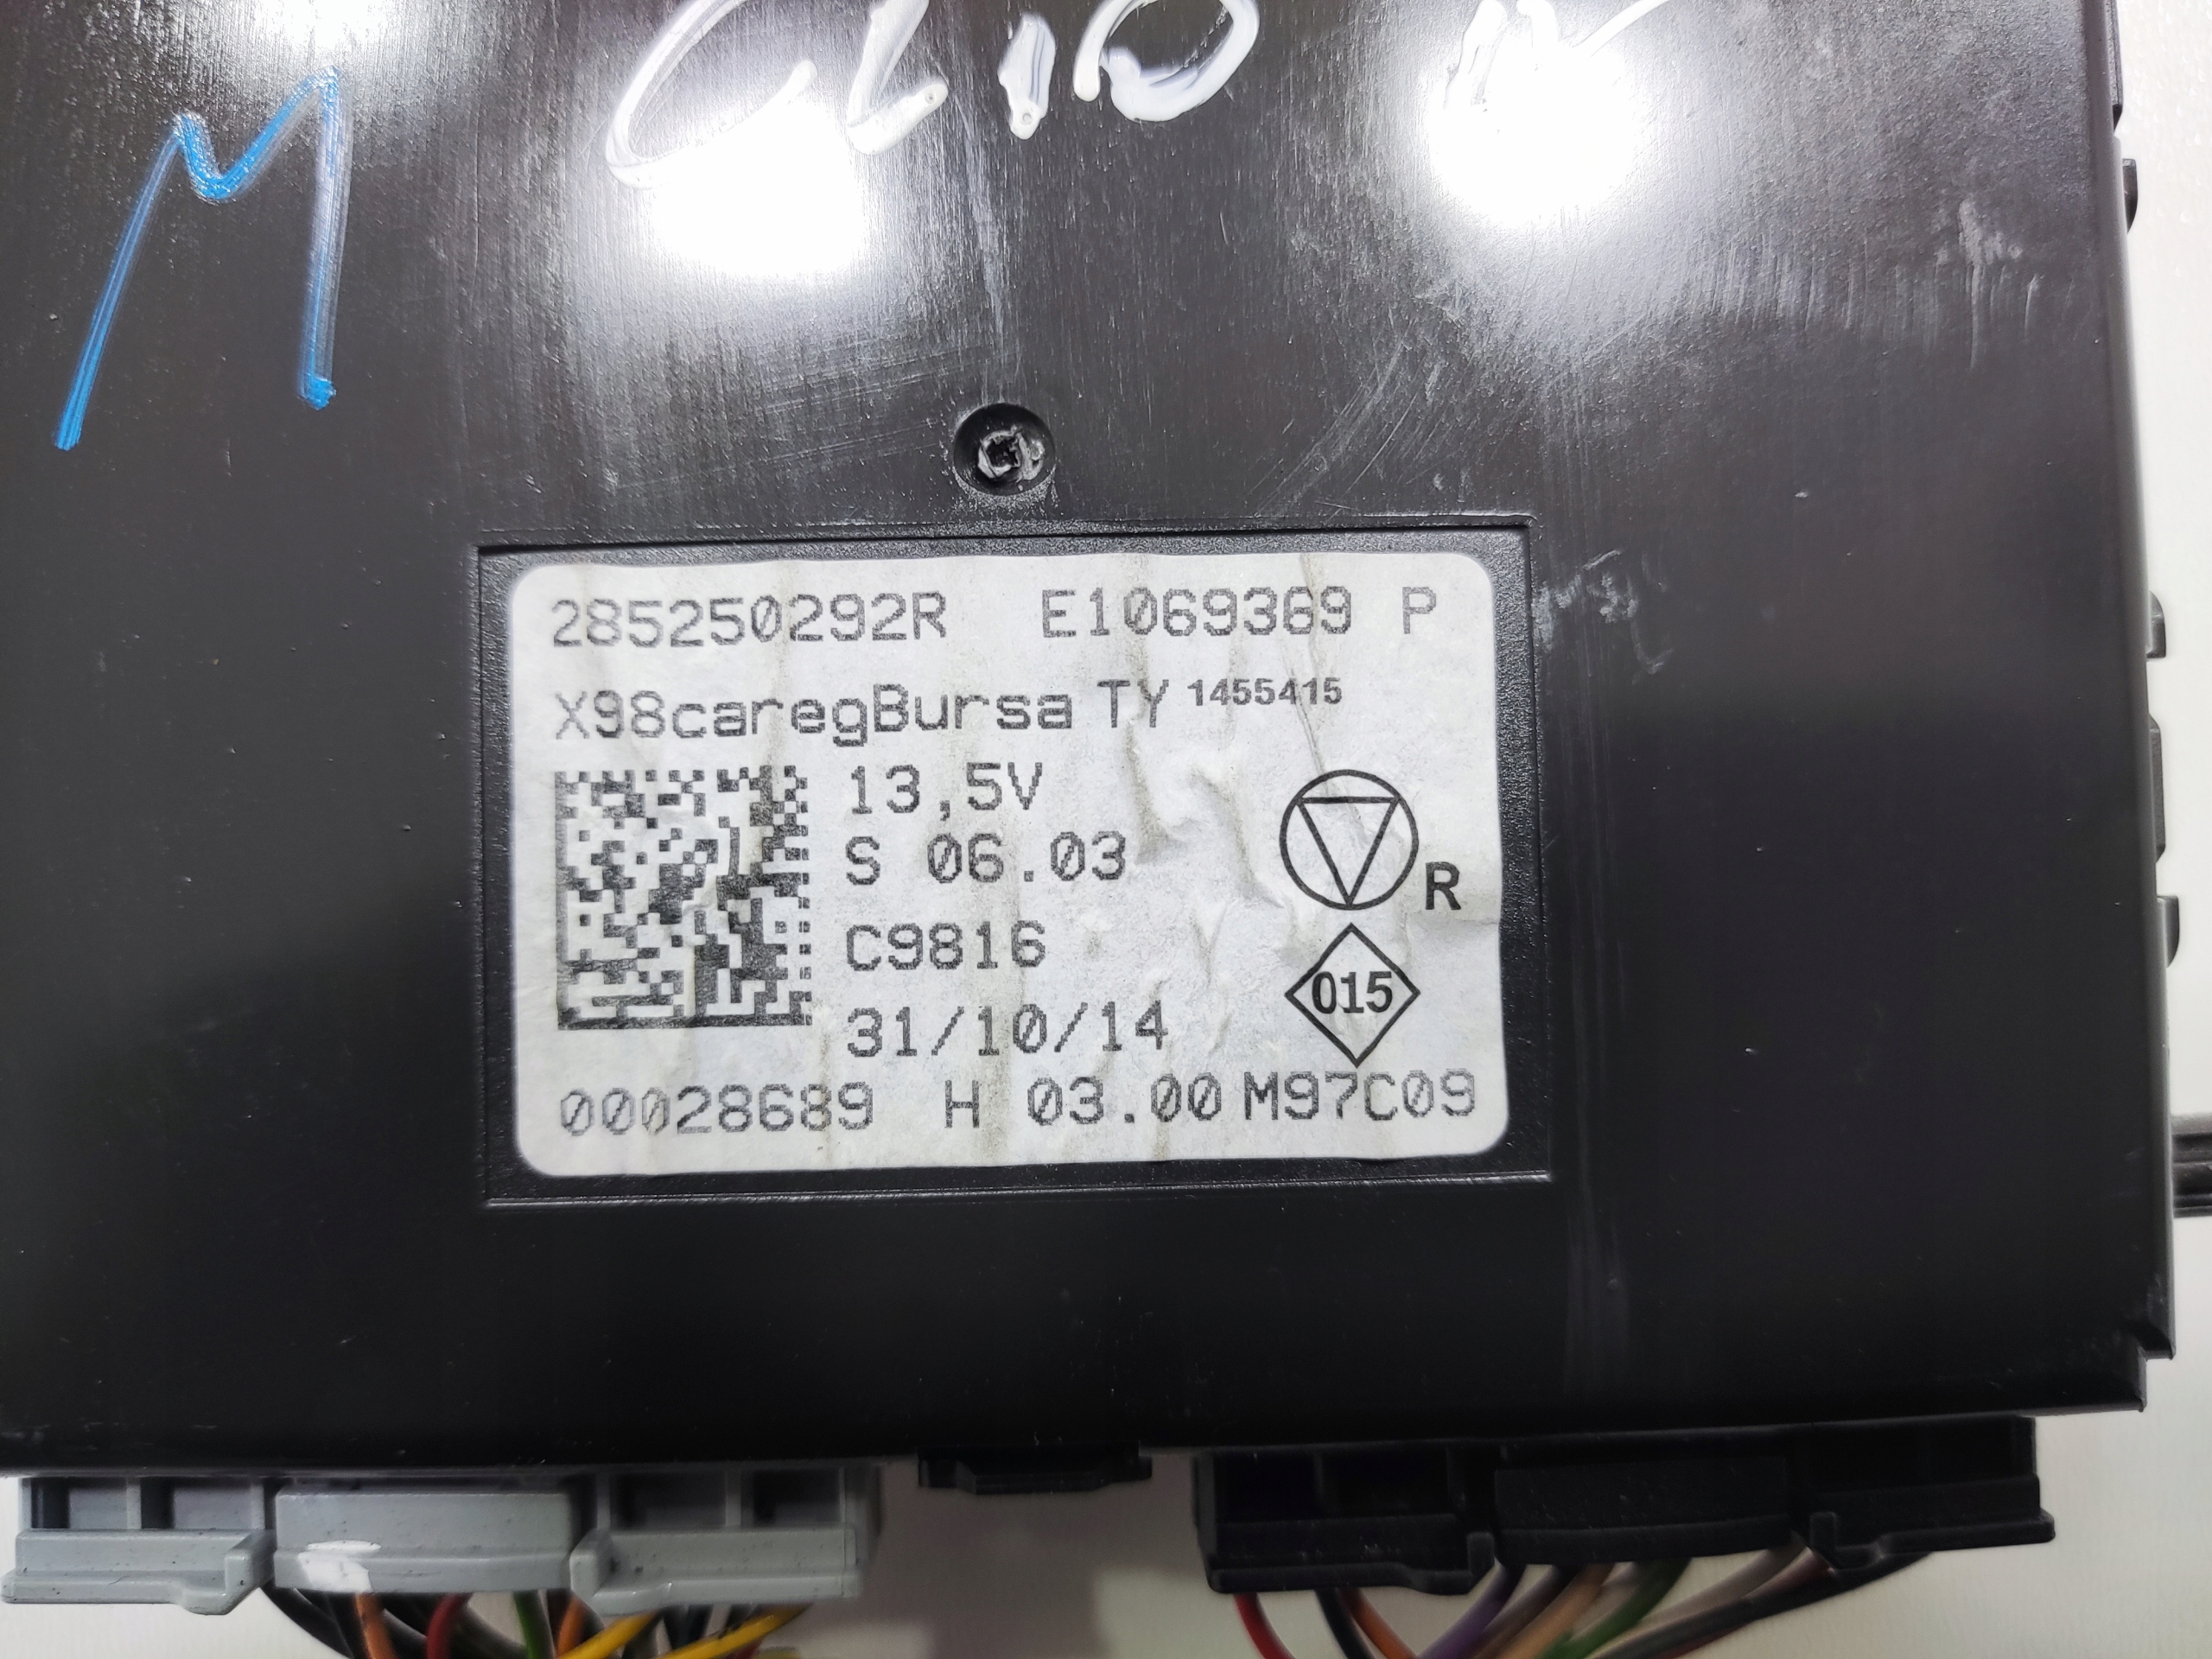 M
CLIO
285250292R E1069369 P
X98caregBursa TY 1455415
13,5V
S 06.03
R
C9816
015
31/10/14
00028689 H 03.00 M97C09